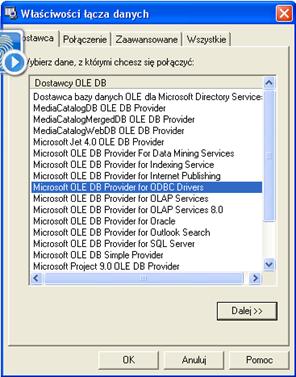 Właściwości łącza danych
ostawca Połączenie Zaawansowane Wszystkie
ybierz dane, z którymi chcesz się połączyć:
Dostawcy OLE DB
Dostawca bazy danych OLE dla Microsoft Directory Service:
MediaCatalogDB OLE DB Provider
MediaCatalogMergedDB OLE DB Provider
MediaCatalogWebDB OLE DB Provider
Microsoft Jet 4.0 OLE DB Provider
Microsoft OLE DB Provider For Data Mining Services
Microsoft OLE DB Provider for Indexing Service
Microsoft OLE DB Provider for Internet Publishing
Microsoft OLE DB Provider for ODBC Drivers
Microsoft OLE DB Provider for OLAP Services
Microsoft OLE DB Provider for OLAP Services 8.0
Microsoft OLE DB Provider for Oracle
Microsoft OLE DB Provider for Outlook Search
Microsoft OLE DB Provider for SQL Server
Microsoft OLE DB Simple Provider
Microsoft Project 9.0 OLE DB Provider
Dalej >>
OK Anuluj Pomoc